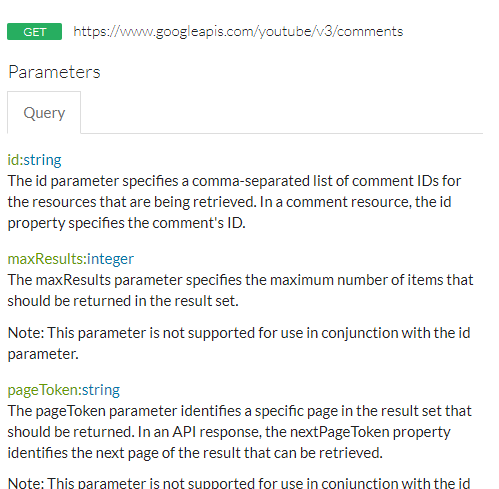 GET https://www.googleapis.com/youtube/v3/comments
Parameters
Query
id:string
The id parameter specifies a comma-separated list of comment IDs for
the resources that are being retrieved. In a comment resource, the id
property specifies the comment's ID.
maxResults:integer
The maxResults parameter specifies the maximum number of items that
should be returned in the result set.
Note: This parameter is not supported for use in conjunction with the id
parameter.
pageToken:string
The pageToken parameter identifies a specific page in the result set that
should be returned. In an API response, the nextPageToken property
identifies the next page of the result that can be retrieved.
Note: This parameter is not supported for use in conjunction with the id